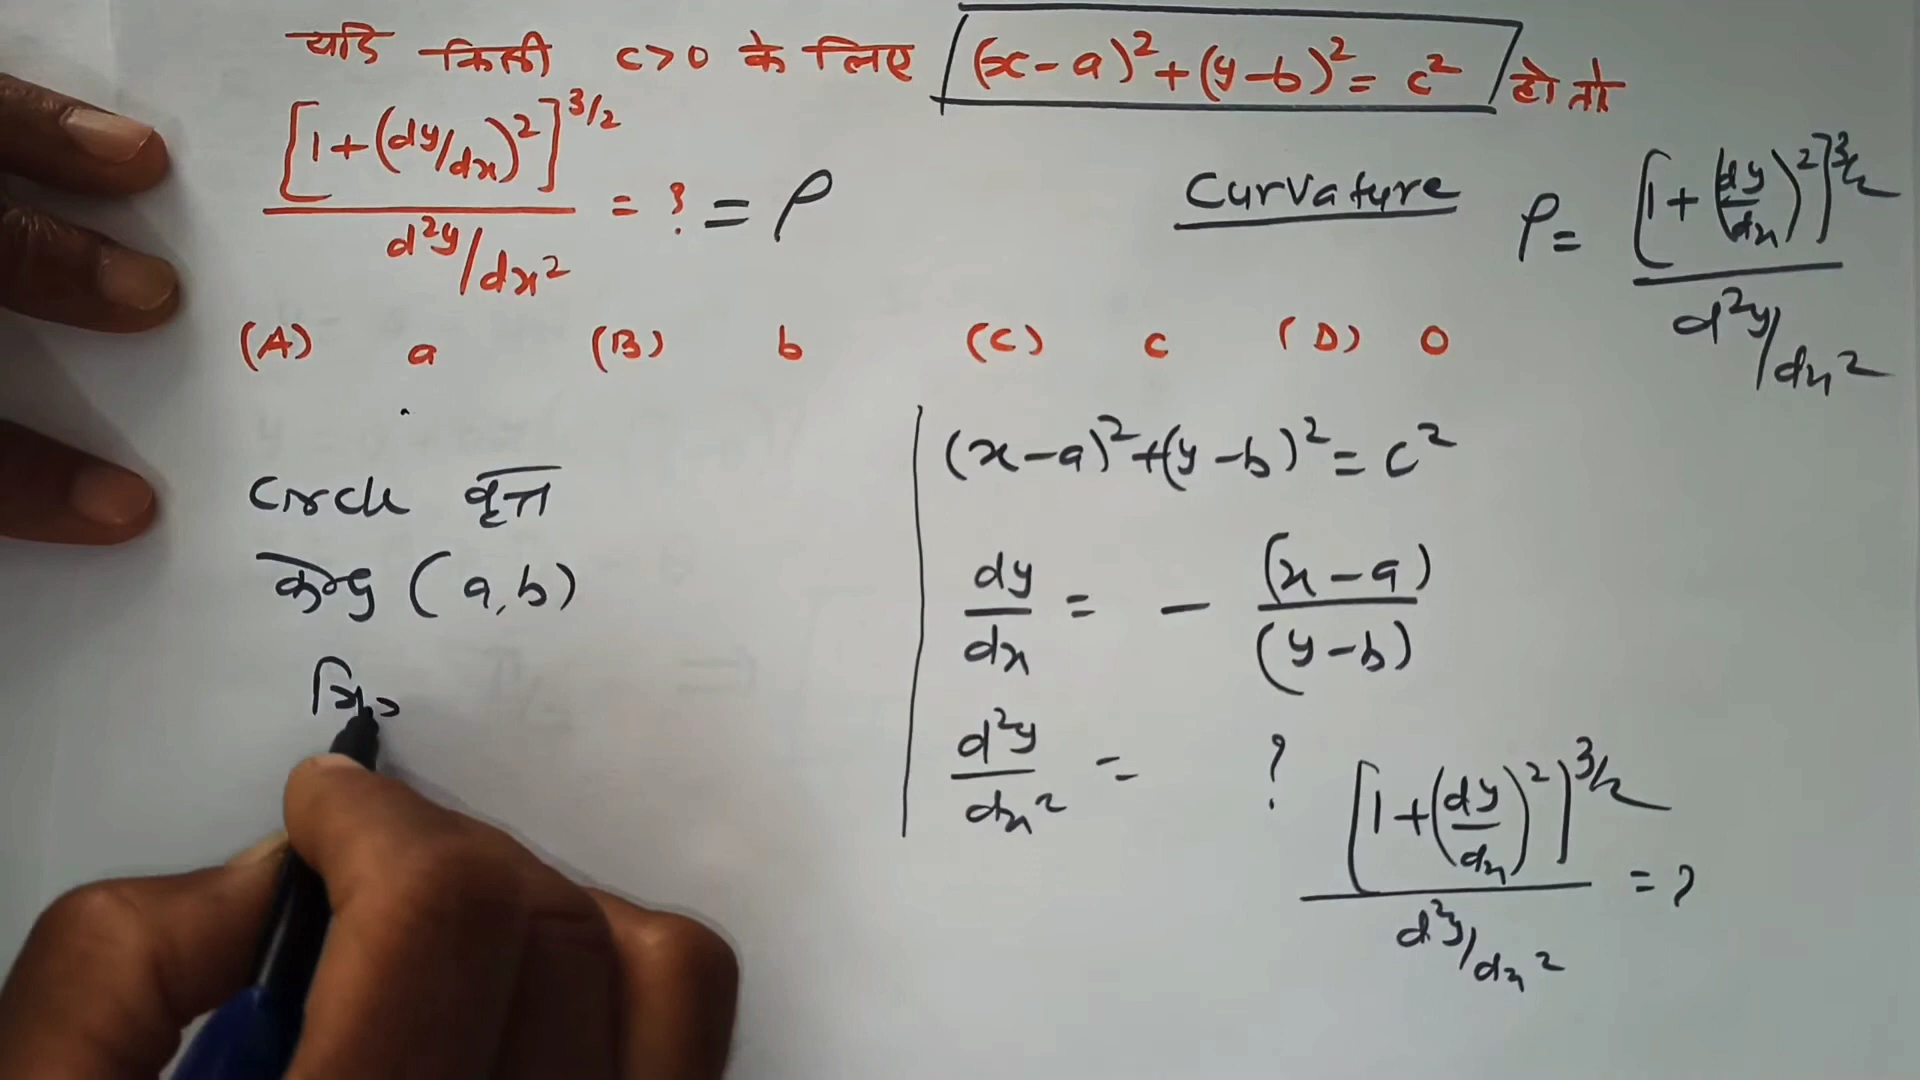 यदि किसी c>0 के लिए (x-a)²+(y-b)²= c² हो तो
[1+(dy/dx)²]^3/2 / d²y/dx² = ? = ρ
Curvature ρ= [1+(dy/dx)²]^3/2 / d²y/dx²
(A) a (B) b (C) c (D) 0
Circle वृत्त
केन्द्र (a,b)
(x-a)²+(y-b)²= c²
dy/dx = - (x-a)/(y-b)
d²y/dx² = ?
[1+(dy/dx)²]^3/2 / d²y/dx² = ?